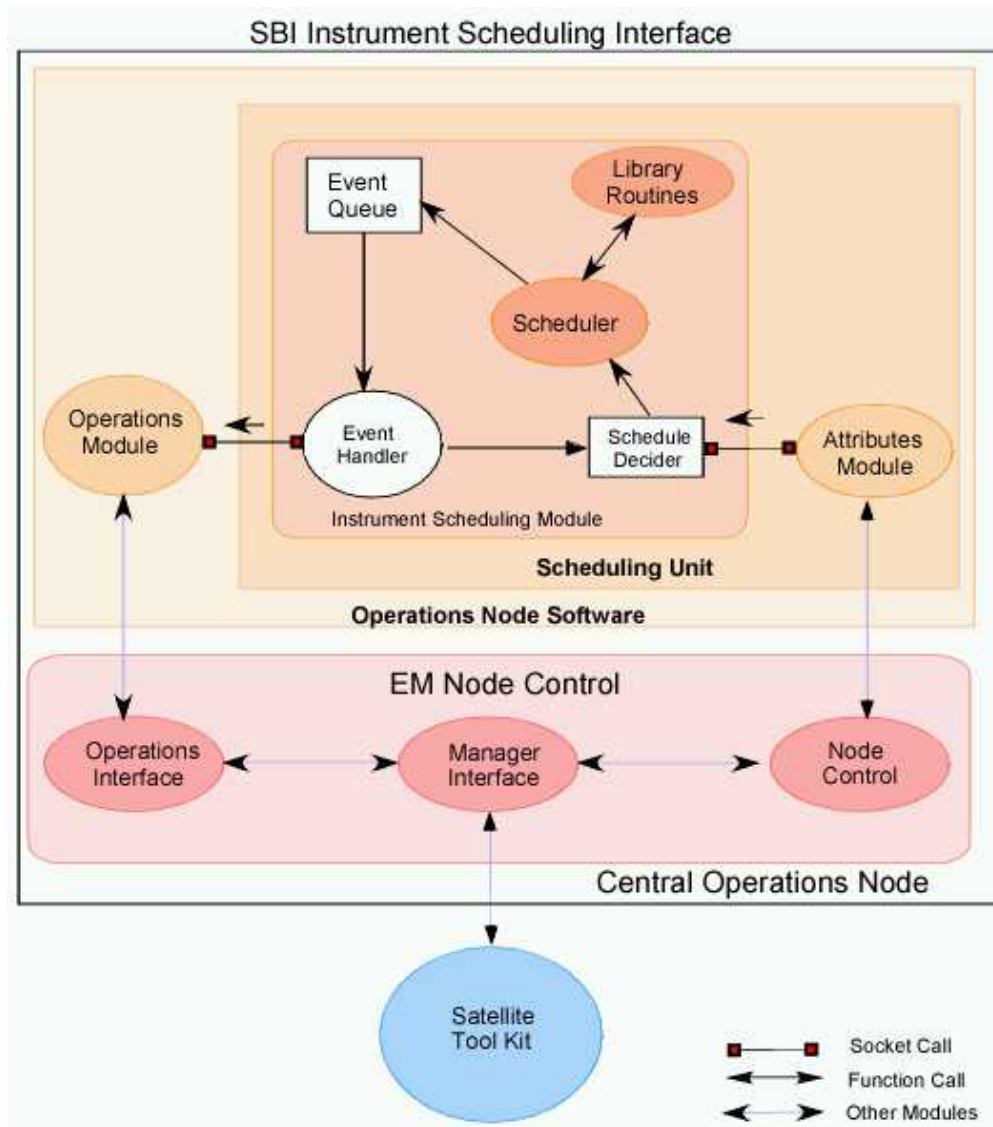 SBI Instrument Scheduling Interface
Event
Queue
Library
Routines
Scheduler
Operations
Module
Event
Handler
Schedule
Decider
Attributes
Module
Instrument Scheduling Module
Scheduling Unit
Operations Node Software
EM Node Control
Operations
Interface
Manager
Interface
Node
Control
Central Operations Node
Satellite
Tool Kit
Socket Call
Function Call
Other Modules